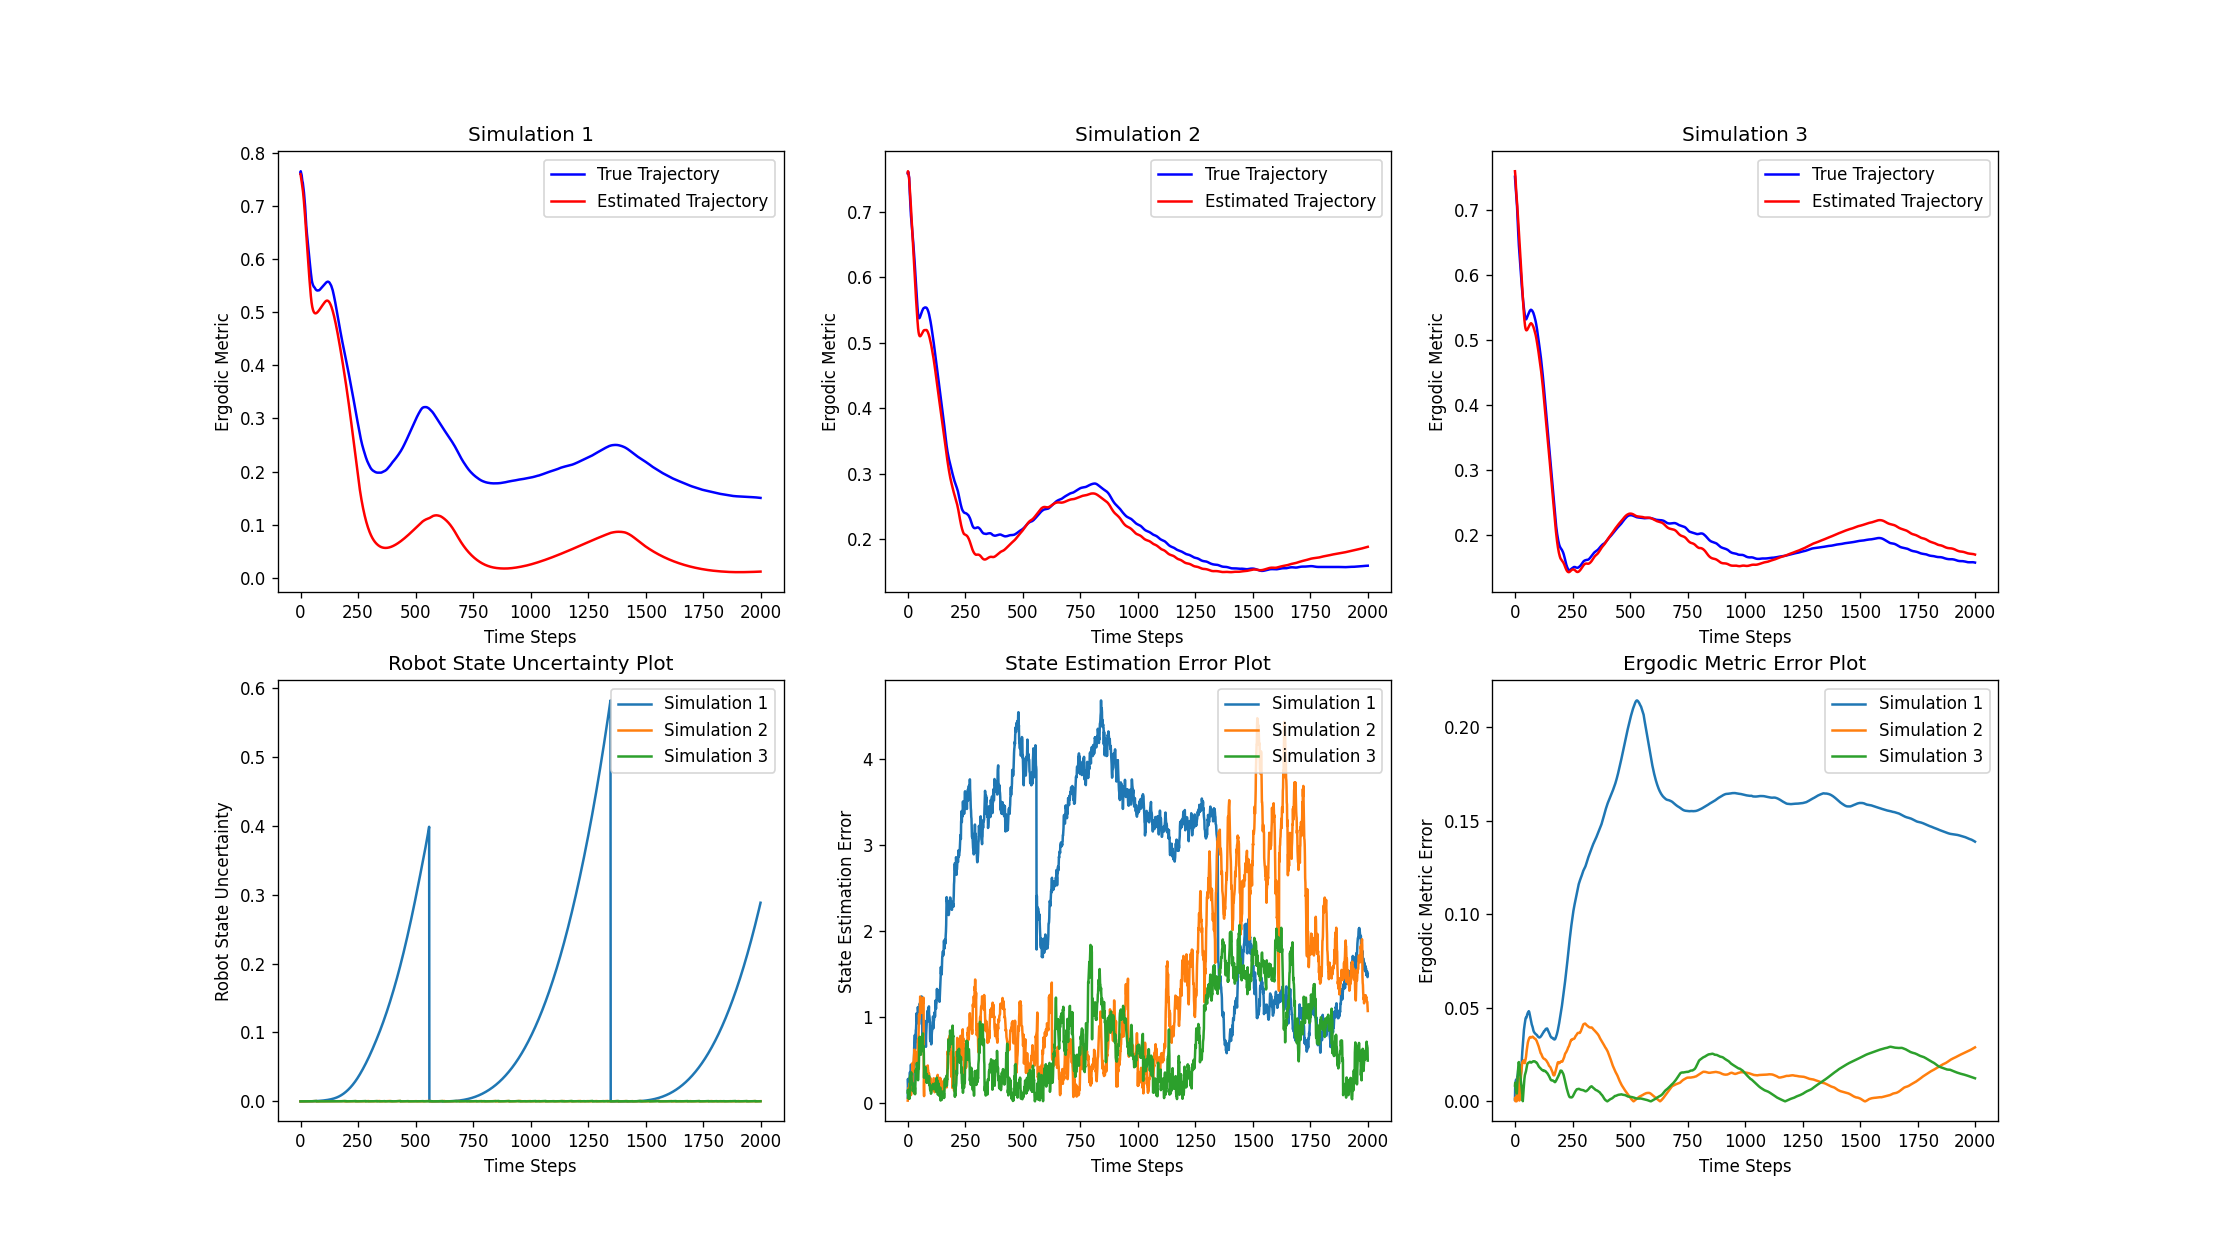 Simulation 1
0.8
0.7
0.6
0.5
0.4
0.3
0.2
0.1
0.0
Ergodic Metric
True Trajectory
Estimated Trajectory
0 250 500 750 1000 1250 1500 1750 2000
Time Steps
Simulation 2
0.7
0.6
0.5
0.4
0.3
0.2
Ergodic Metric
True Trajectory
Estimated Trajectory
0 250 500 750 1000 1250 1500 1750 2000
Time Steps
Simulation 3
0.7
0.6
0.5
0.4
0.3
0.2
Ergodic Metric
True Trajectory
Estimated Trajectory
0 250 500 750 1000 1250 1500 1750 2000
Time Steps
Robot State Uncertainty Plot
0.6
0.5
0.4
0.3
0.2
0.1
0.0
Robot State Uncertainty
Simulation 1
Simulation 2
Simulation 3
0 250 500 750 1000 1250 1500 1750 2000
Time Steps
State Estimation Error Plot
4
3
2
1
0
State Estimation Error
Simulation 1
Simulation 2
Simulation 3
0 250 500 750 1000 1250 1500 1750 2000
Time Steps
Ergodic Metric Error Plot
0.20
0.15
0.10
0.05
0.00
Ergodic Metric Error
Simulation 1
Simulation 2
Simulation 3
0 250 500 750 1000 1250 1500 1750 2000
Time Steps